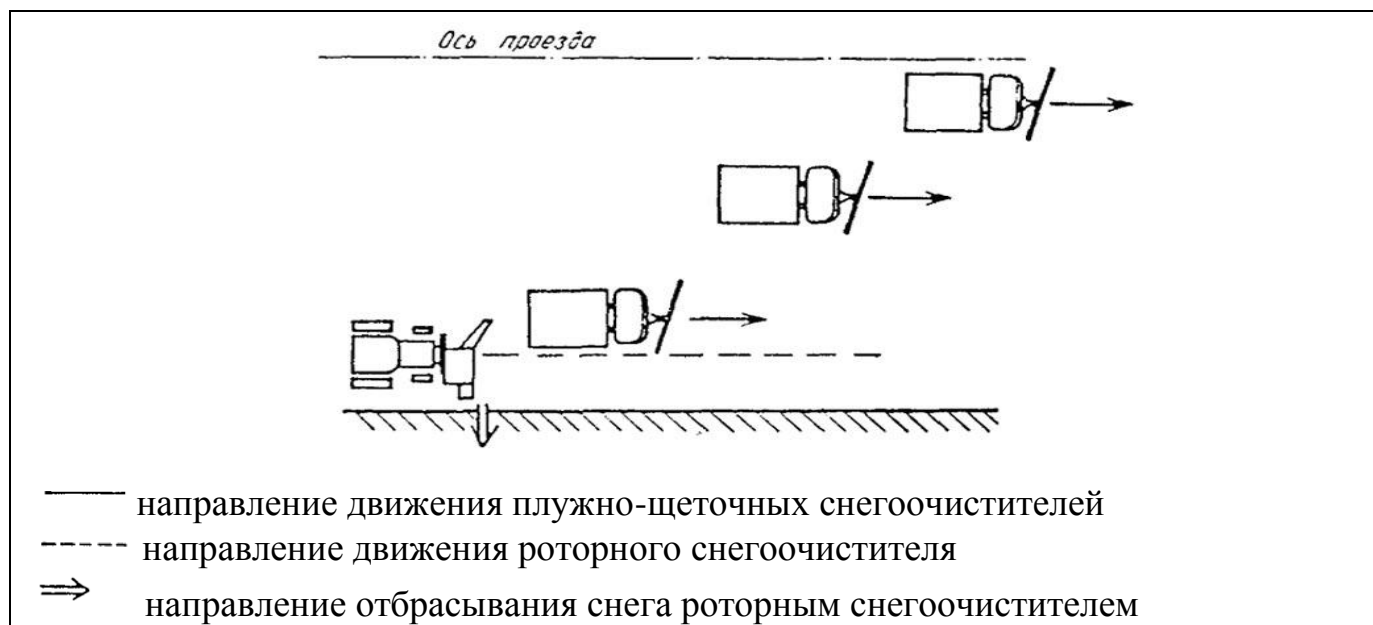 Ось проезда
направление движения плужно-щеточных снегоочистителей
направление движения роторного снегоочистителя
направление отбрасывания снега роторным снегоочистителем